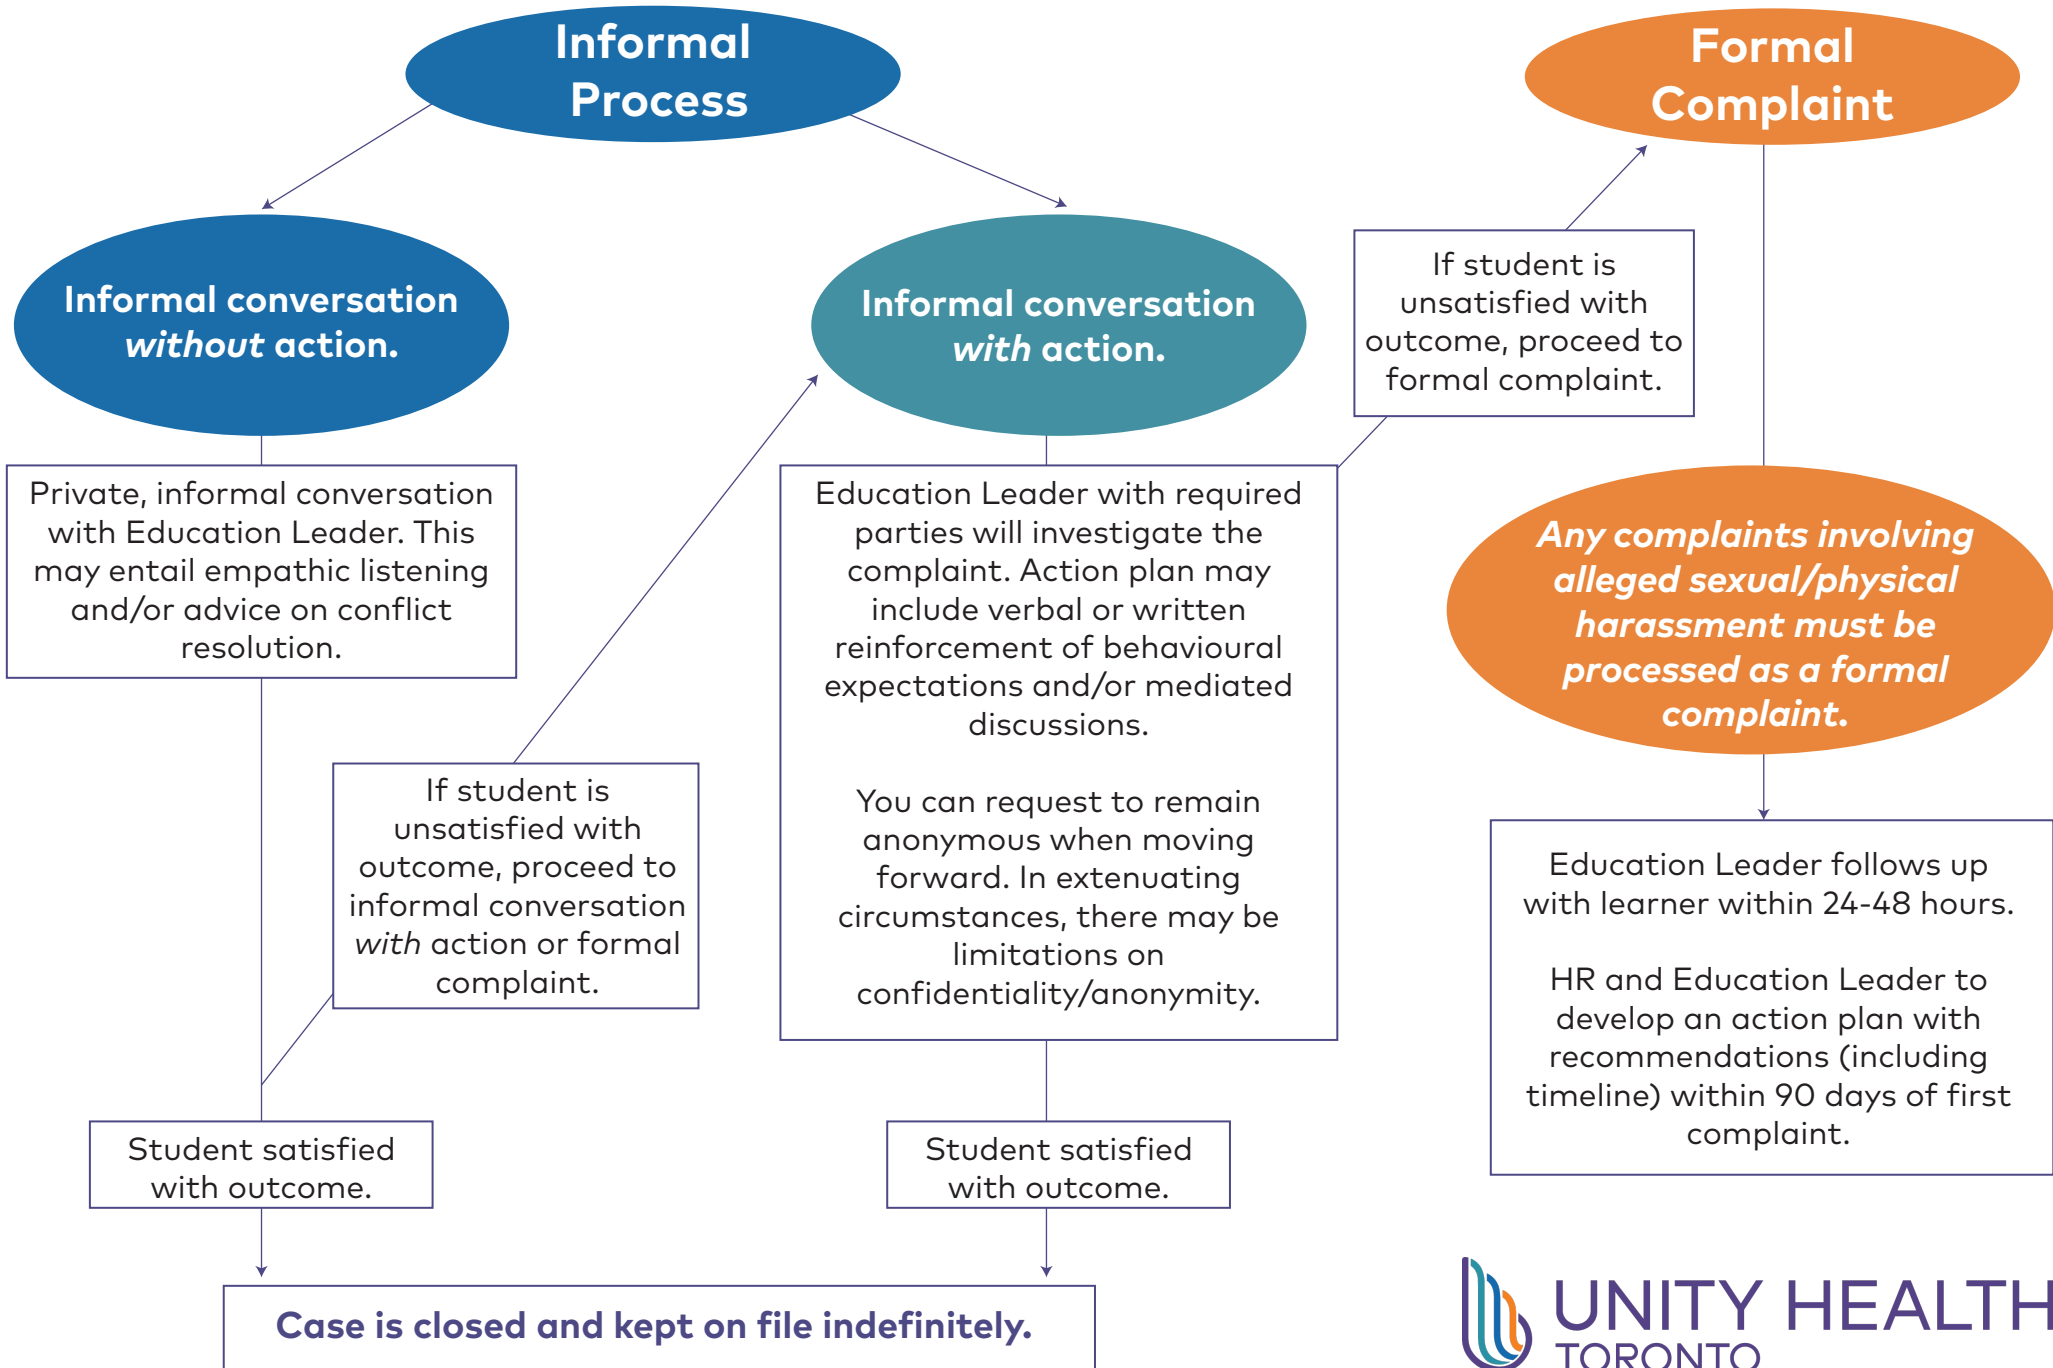 Informal
Process
Formal
Complaint
Informal conversation
without action.
Informal conversation
with action.
If student is
unsatisfied with
outcome, proceed to
formal complaint.
Private, informal conversation
with Education Leader. This
may entail empathic listening
and/or advice on conflict
resolution.
Education Leader with required
parties will investigate the
complaint. Action plan may
include verbal or written
reinforcement of behavioural
expectations and/or mediated
discussions.
You can request to remain
anonymous when moving
forward. In extenuating
circumstances, there may be
limitations on
confidentiality/anonymity.
Any complaints involving
alleged sexual/physical
harassment must be
processed as a formal
complaint.
If student is
unsatisfied with
outcome, proceed to
informal conversation
with action or formal
complaint.
Education Leader follows up
with learner within 24-48 hours.
HR and Education Leader to
develop an action plan with
recommendations (including
timeline) within 90 days of first
complaint.
Student satisfied
with outcome.
Student satisfied
with outcome.
Case is closed and kept on file indefinitely.
UNITY HEALTH
TORONTO